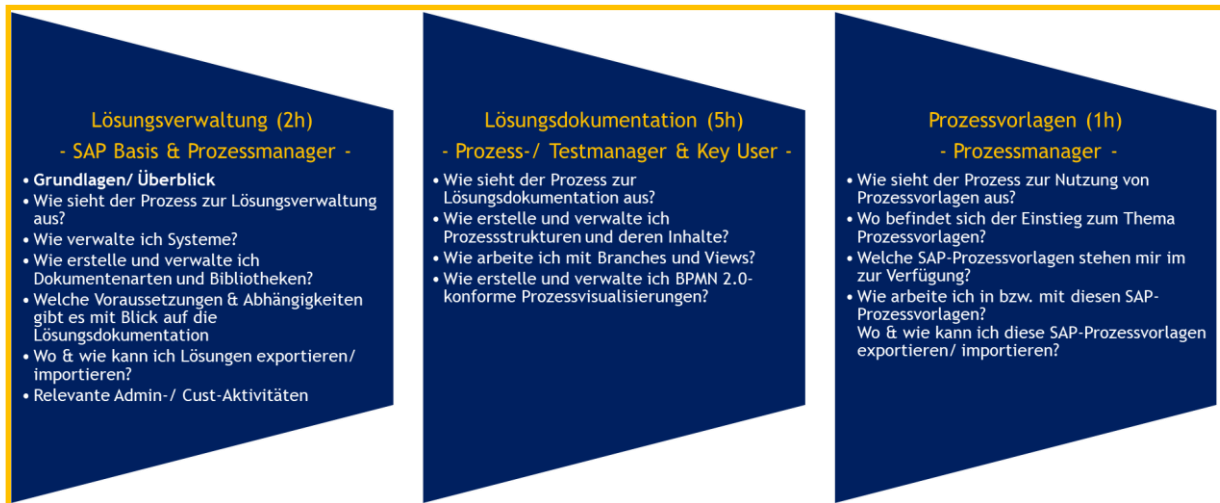 Lösungsverwaltung (2h)
- SAP Basis & Prozessmanager -
• Grundlagen/ Überblick
• Wie sieht der Prozess zur Lösungsverwaltung
aus?
• Wie verwalte ich Systeme?
• Wie erstelle und verwalte ich
Dokumentenarten und Bibliotheken?
• Welche Voraussetzungen & Abhängigkeiten
gibt es mit Blick auf die
Lösungsdokumentation
• Wo & wie kann ich Lösungen exportieren/
importieren?
• Relevante Admin-/ Cust-Aktivitäten
Lösungsdokumentation (5h)
- Prozess-/ Testmanager & Key User -
• Wie sieht der Prozess zur
Lösungsdokumentation aus?
• Wie erstelle und verwalte ich
Prozessstrukturen und deren Inhalte?
• Wie arbeite ich mit Branches und Views?
• Wie erstelle und verwalte ich BPMN 2.0-
konforme Prozessvisualisierungen?
Prozessvorlagen (1h)
- Prozessmanager -
• Wie sieht der Prozess zur Nutzung von
Prozessvorlagen aus?
• Wo befindet sich der Einstieg zum Thema
Prozessvorlagen?
• Welche SAP-Prozessvorlagen stehen mir im
zur Verfügung?
• Wie arbeite ich in bzw. mit diesen SAP-
Prozessvorlagen?
Wo & wie kann ich diese SAP-Prozessvorlagen
exportieren/ importieren?